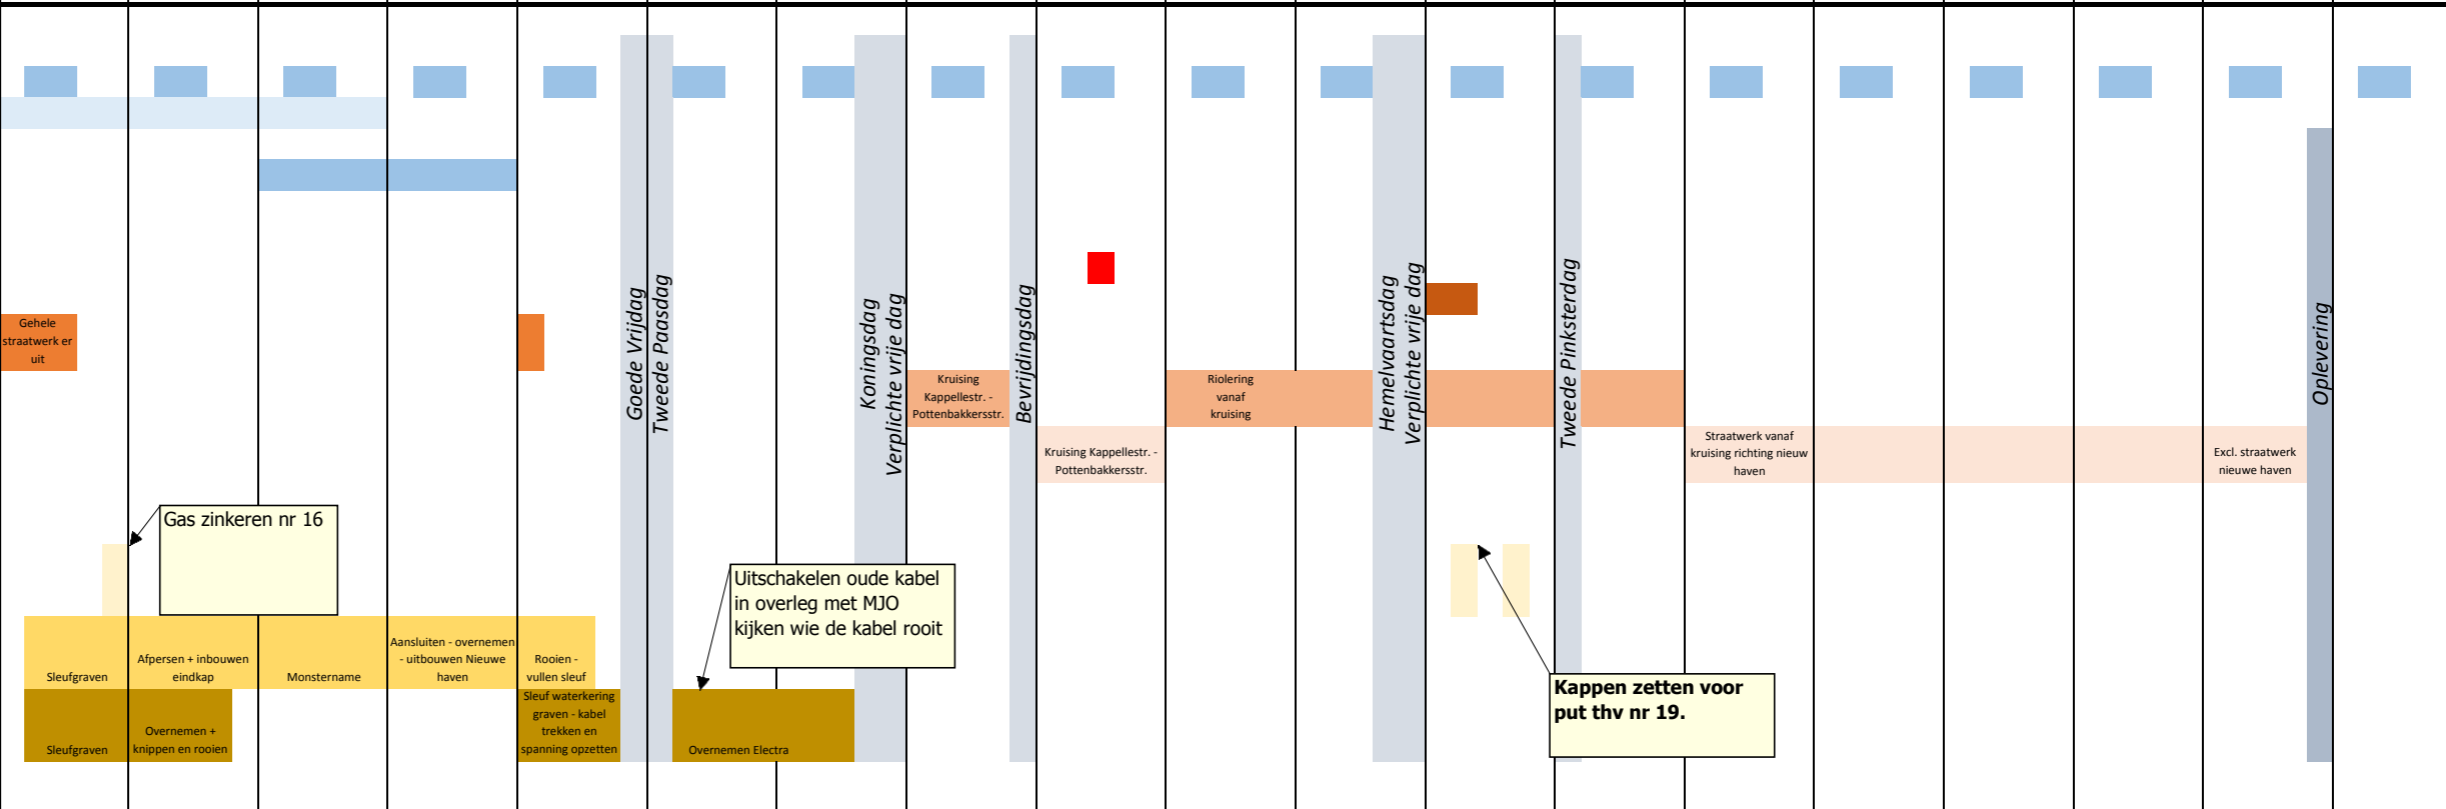 Gehele
straatwerk er
uit
Goede Vrijdag
Tweede Paasdag
Koningsdag
Verplichte vrije dag
Bevrijdingsdag
Hemelvaartsdag
Verplichte vrije dag
Tweede Pinksterdag
Oplevering
Kruising
Kappellestr. -
Pottenbakkersstr.
Riolering
vanaf
kruising
Kruising Kappellestr. -
Pottenbakkersstr.
Straatwerk vanaf
kruising richting nieuw
haven
Excl. straatwerk
nieuwe haven
Gas zinkeren nr 16
Uitschakelen oude kabel
in overleg met MJO
kijken wie de kabel rooit
Kappen zetten voor
put thv nr 19.
Sleufgraven
Afpersen + inbouwen
eindkap
Monstername
Aansluiten - overnemen
- uitbouwen Nieuwe
haven
Rooien -
vullen sleuf
Sleufgraven
Overnemen +
knippen en rooien
Sleuf waterkering
graven - kabel
trekken en
spanning opzetten
Overnemen Electra